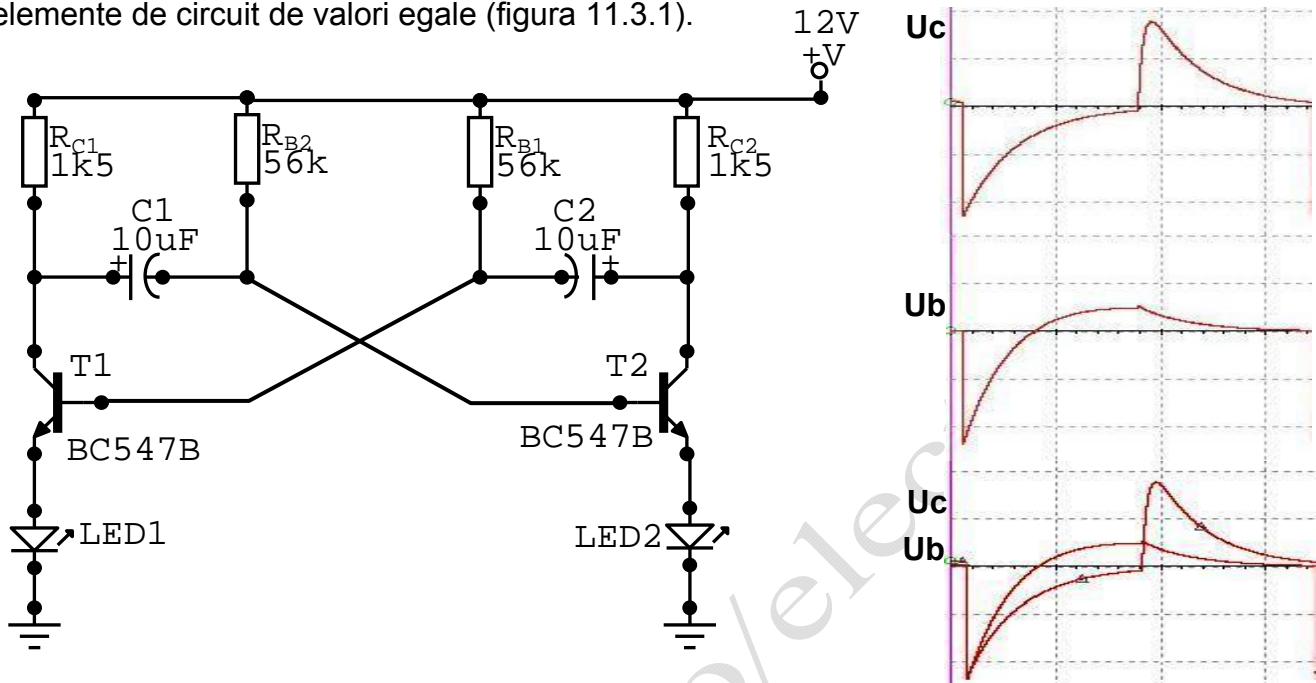 elemente de circuit de valori egale (figura 11.3.1).
12V
+V
RC1
1k5
RB2
56k
RB1
56k
RC2
1k5
C1
10uF
+
C2
10uF
+
T1
BC547B
T2
BC547B
LED1
LED2
Uc
Ub
Uc
Ub
/elec